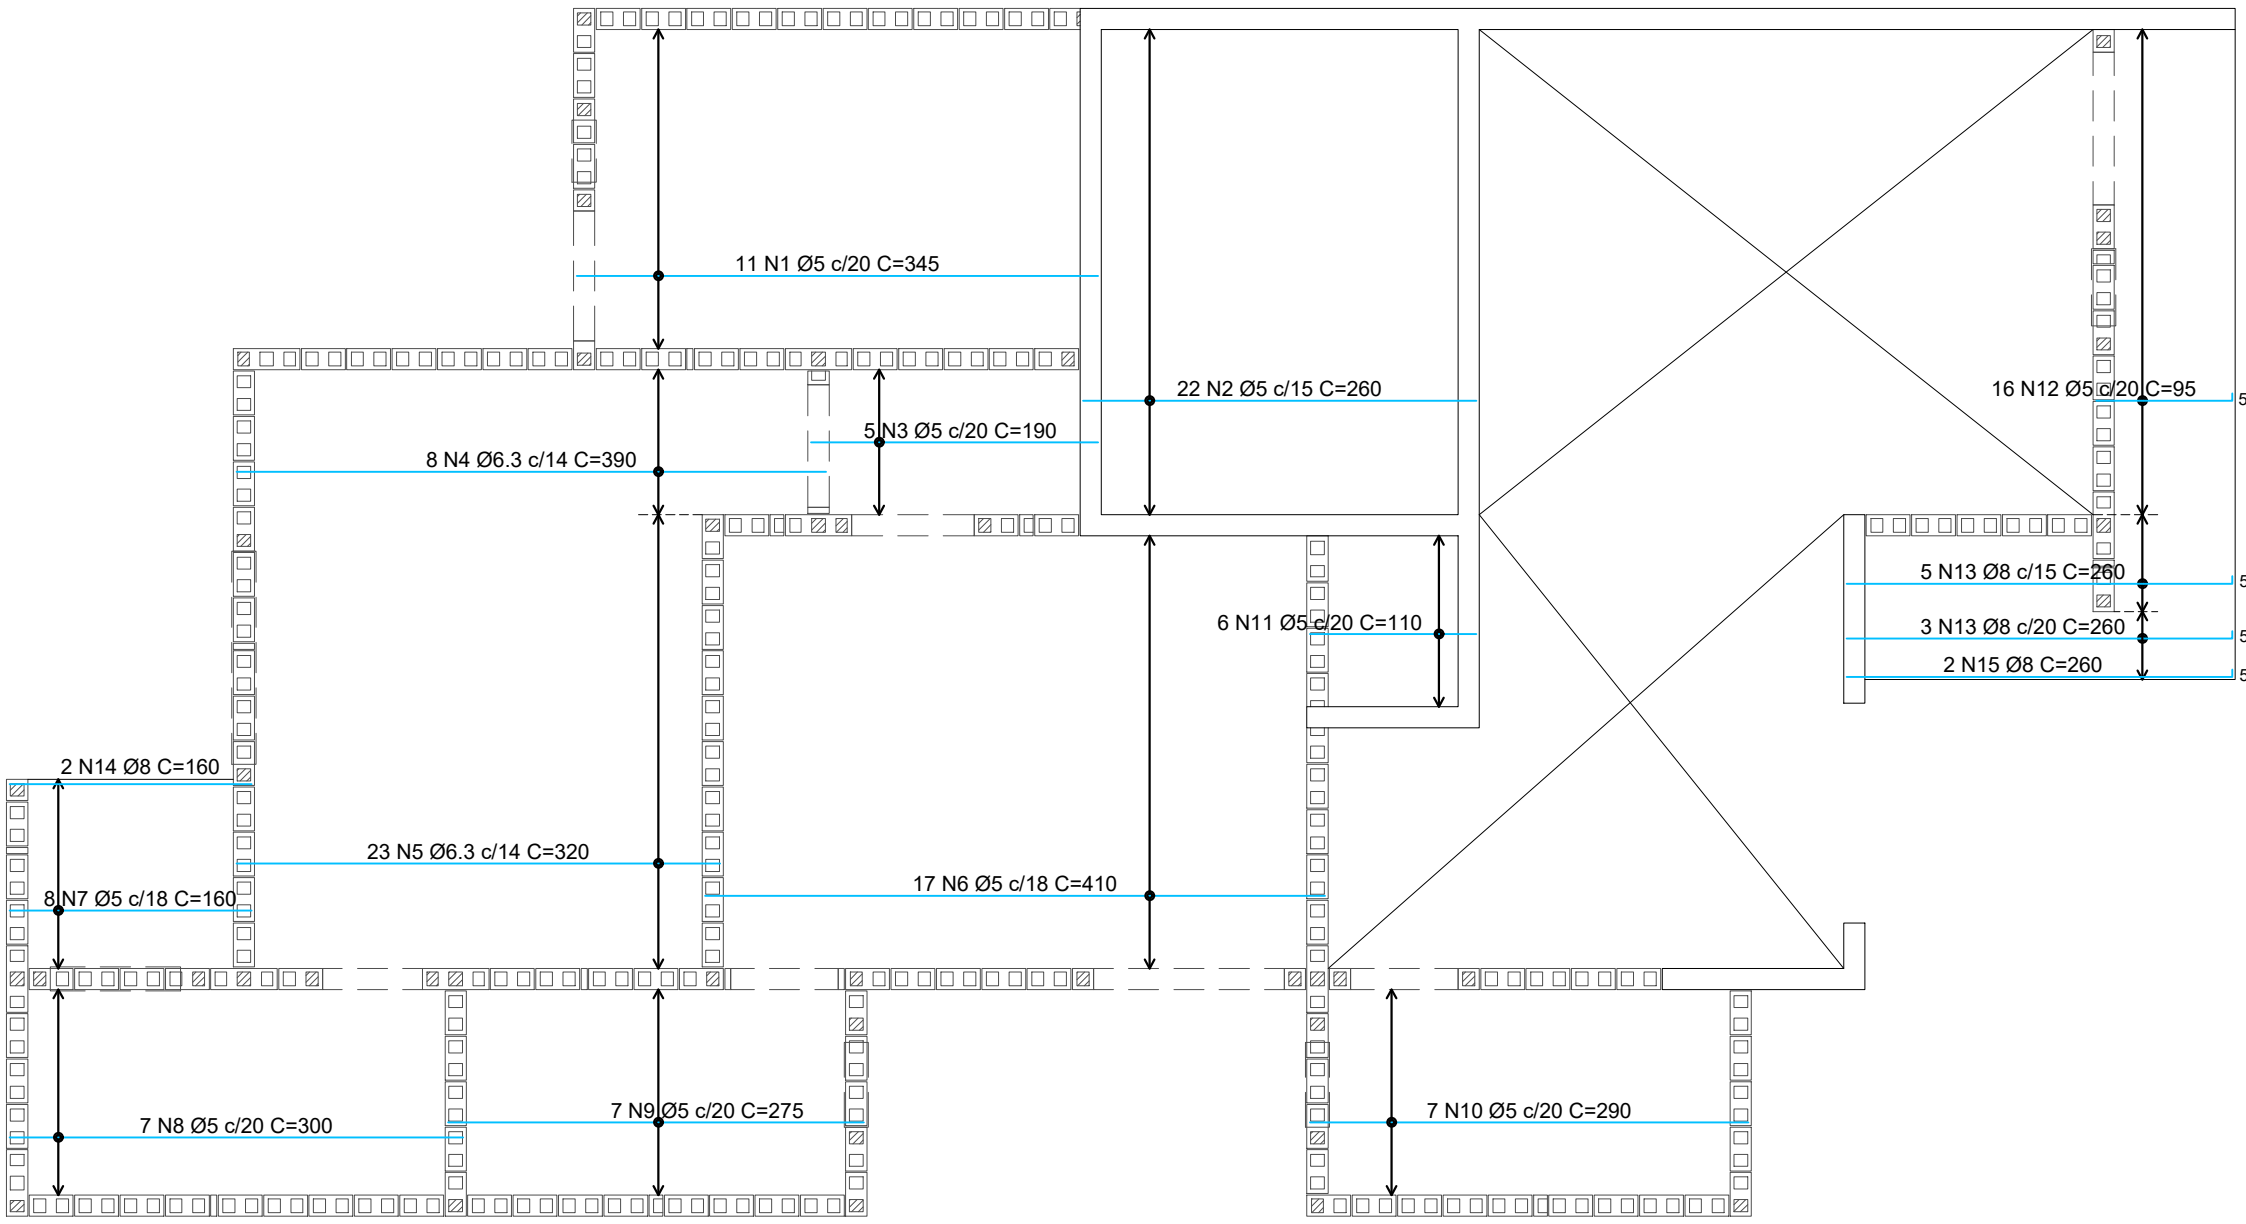 11 N1 Ø5 c/20 C=345
22 N2 Ø5 c/15 C=260
16 N12 Ø5 c/20 C=95
5
5 N3 Ø5 c/20 C=190
8 N4 Ø6.3 c/14 C=390
5 N13 Ø8 c/15 C=260
5
6 N11 Ø5 c/20 C=110
3 N13 Ø8 c/20 C=260
5
2 N15 Ø8 C=260
5
2 N14 Ø8 C=160
23 N5 Ø6.3 c/14 C=320
17 N6 Ø5 c/18 C=410
8 N7 Ø5 c/18 C=160
7 N8 Ø5 c/20 C=300
7 N9 Ø5 c/20 C=275
7 N10 Ø5 c/20 C=290